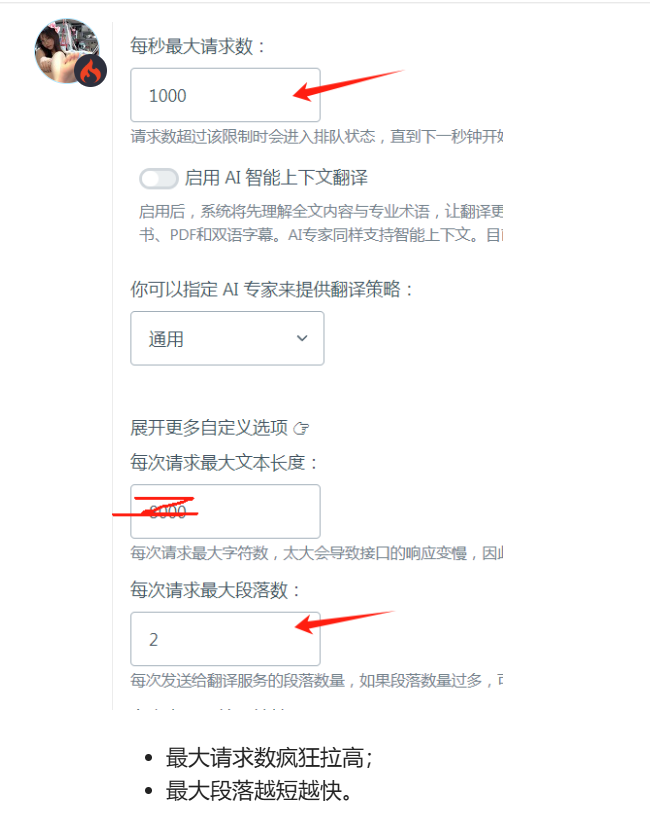 每秒最大请求数：
1000
请求数超过该限制时会进入排队状态，直到下一秒钟开始
启用 AI 智能上下文翻译
启用后，系统将先理解全文内容与专业术语，让翻译更
书、PDF和双语字幕。AI专家同样支持智能上下文。目前
你可以指定 AI 专家来提供翻译策略：
通用
展开更多自定义选项 👉
每次请求最大文本长度：
8000
每次请求最大字符数，太大会导致接口的响应变慢，因此
每次请求最大段落数：
2
每次发送给翻译服务的段落数量，如果段落数量过多，可
• 最大请求数疯狂拉高；
• 最大段落越短越快。